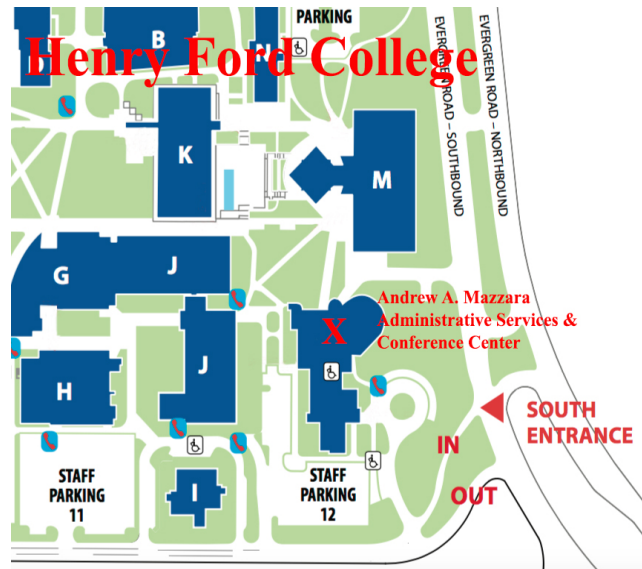 PARKING
B
D
N
Henry Ford College
EVERGREEN ROAD – SOUTHBOUND
EVERGREEN ROAD – NORTHBOUND
K
M
G
J
Andrew A. Mazzara
Administrative Services &
Conference Center
X
J
H
SOUTH
ENTRANCE
IN
OUT
STAFF
PARKING
11
I
STAFF
PARKING
12